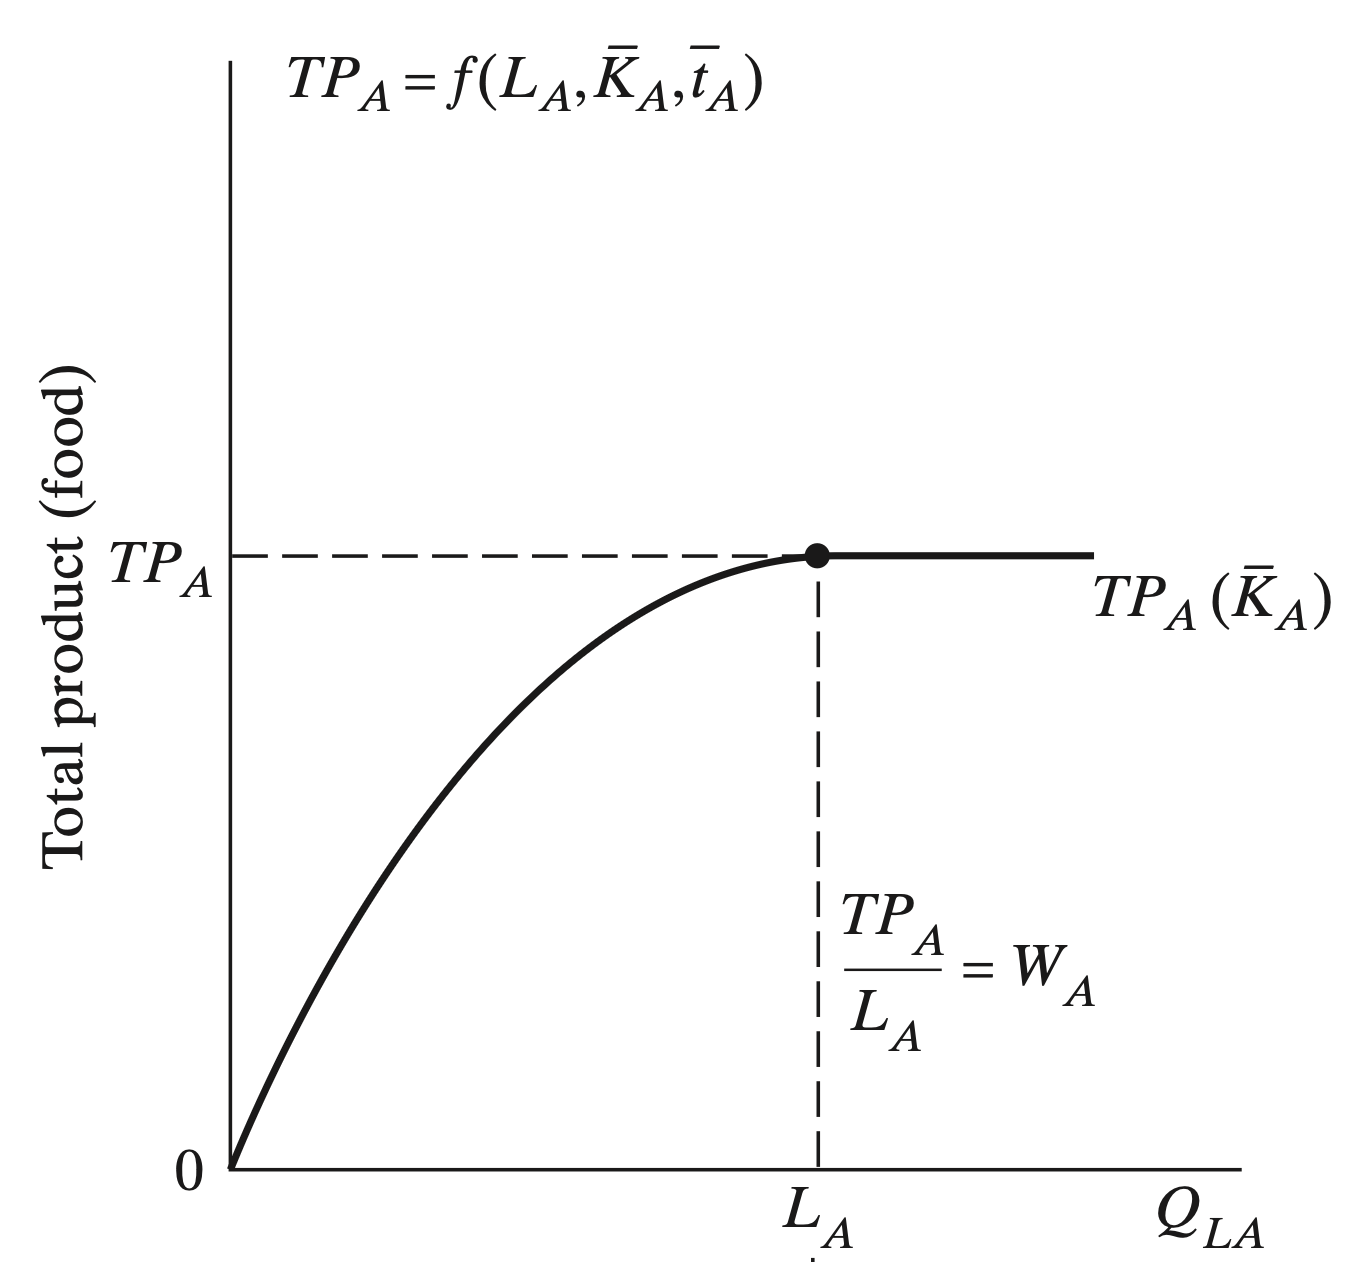 TP_A = f(L_A, K̄_A, t̄_A)
Total product (food)
TP_A
TP_A (K̄_A)
TP_A
L_A
= W_A
0
L_A
Q_LA